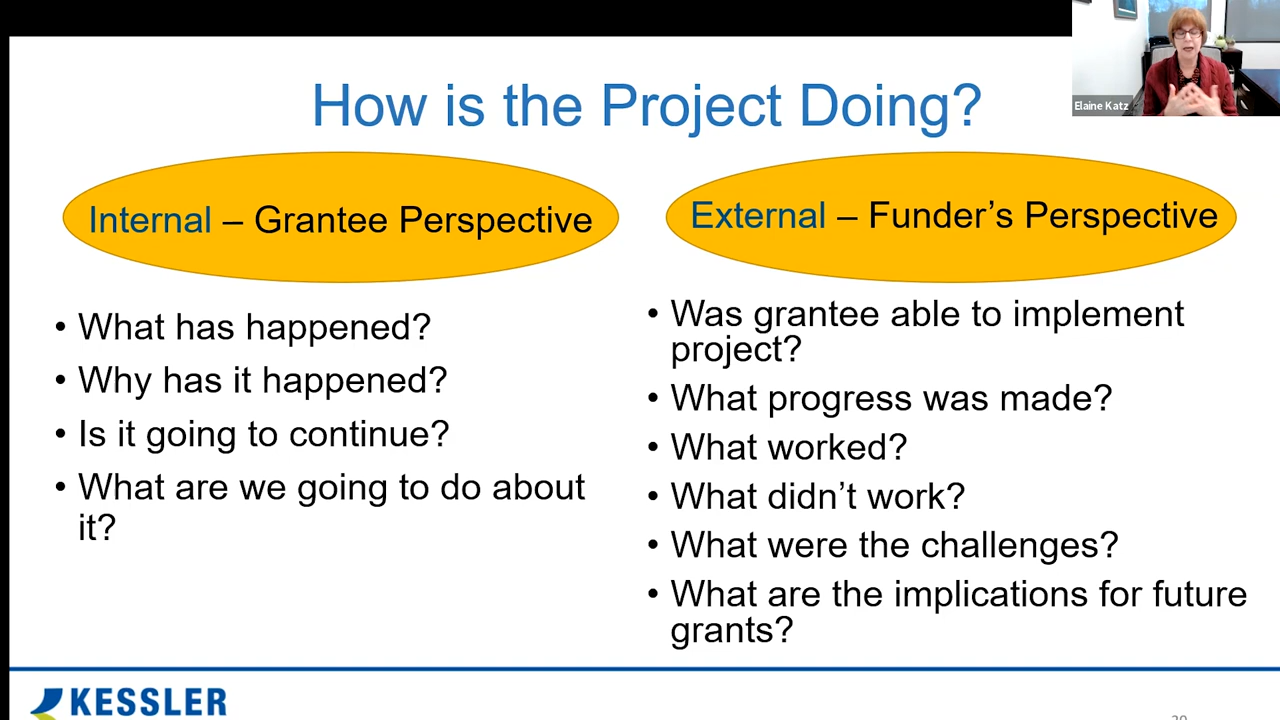 How is the Project Doing?
Elaine Katz
Internal – Grantee Perspective
• What has happened?
• Why has it happened?
• Is it going to continue?
• What are we going to do about
it?
External – Funder’s Perspective
• Was grantee able to implement
project?
• What progress was made?
• What worked?
• What didn’t work?
• What were the challenges?
• What are the implications for future
grants?
KESSLER